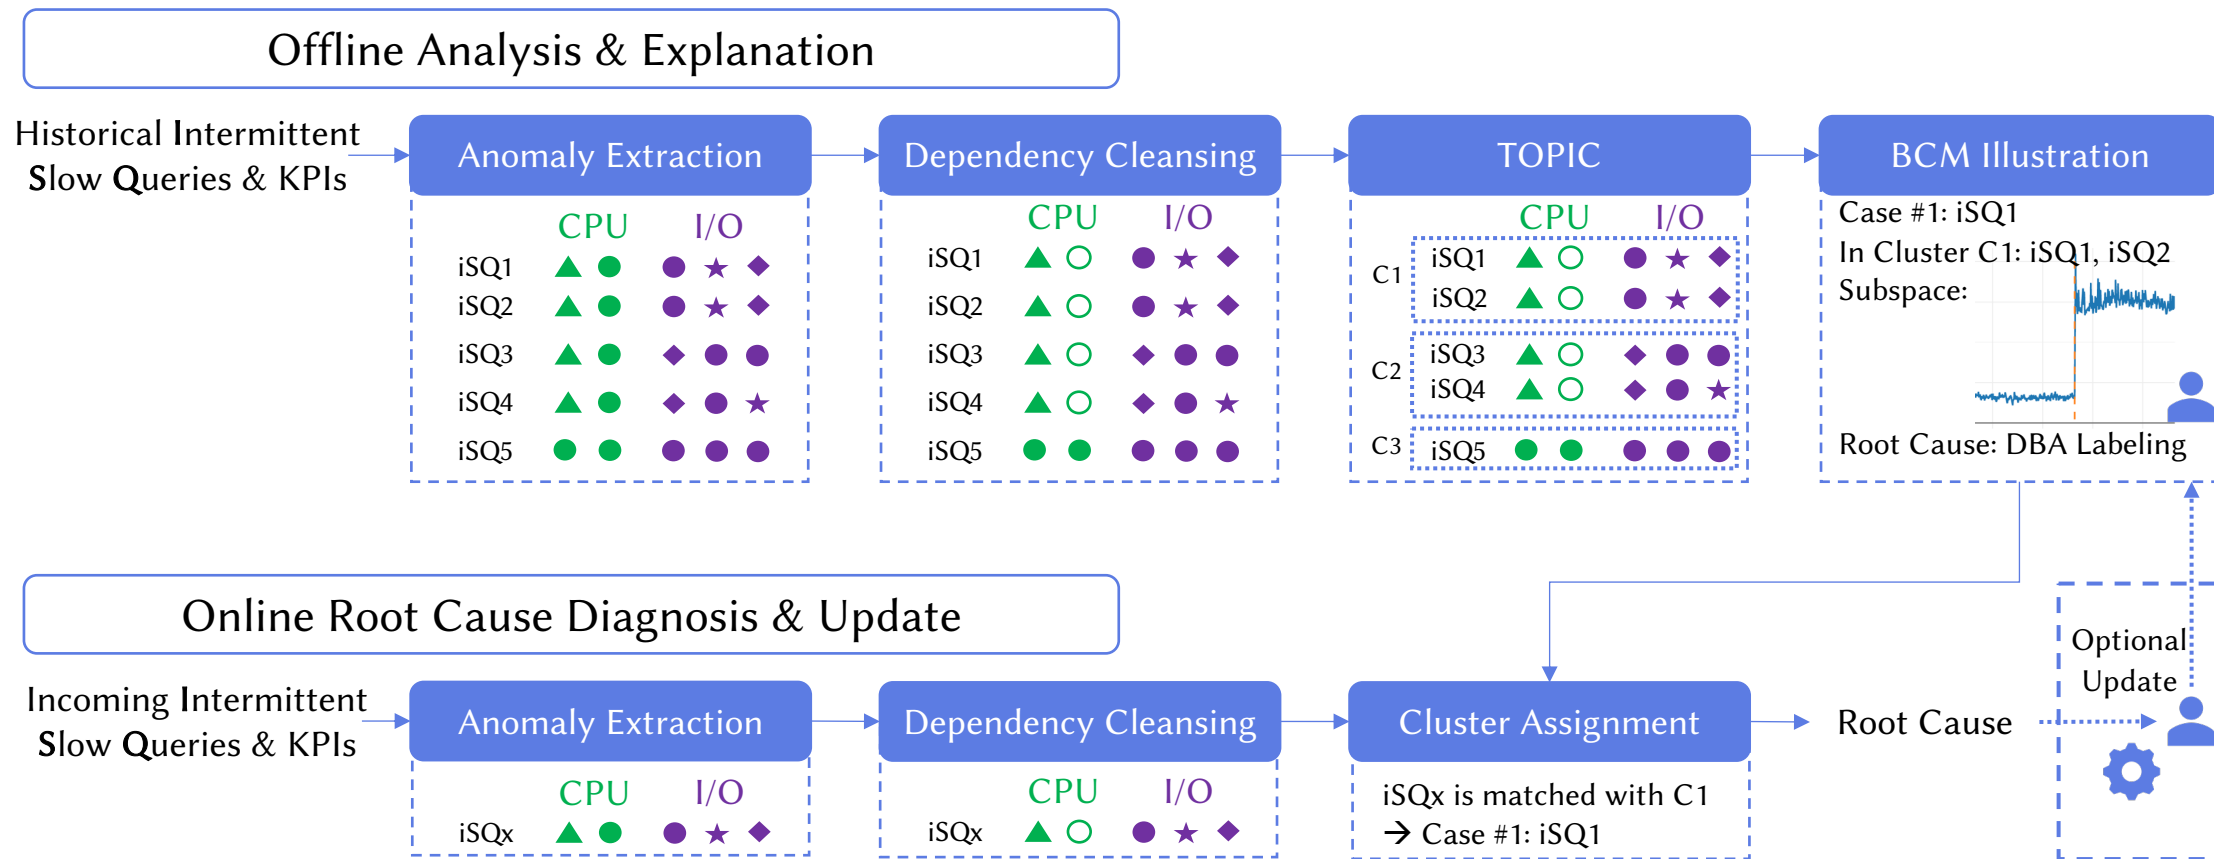 Offline Analysis & Explanation
Historical Intermittent
Slow Queries & KPIs
Anomaly Extraction
CPU I/O
iSQ1
iSQ2
iSQ3
iSQ4
iSQ5
Dependency Cleansing
CPU I/O
iSQ1
iSQ2
iSQ3
iSQ4
iSQ5
TOPIC
CPU I/O
C1
iSQ1
iSQ2
C2
iSQ3
iSQ4
C3
iSQ5
BCM Illustration
Case #1: iSQ1
In Cluster C1: iSQ1, iSQ2
Subspace:
Root Cause: DBA Labeling
Online Root Cause Diagnosis & Update
Incoming Intermittent
Slow Queries & KPIs
Anomaly Extraction
CPU I/O
iSQx
Dependency Cleansing
CPU I/O
iSQx
Cluster Assignment
iSQx is matched with C1
→ Case #1: iSQ1
Root Cause
Optional
Update